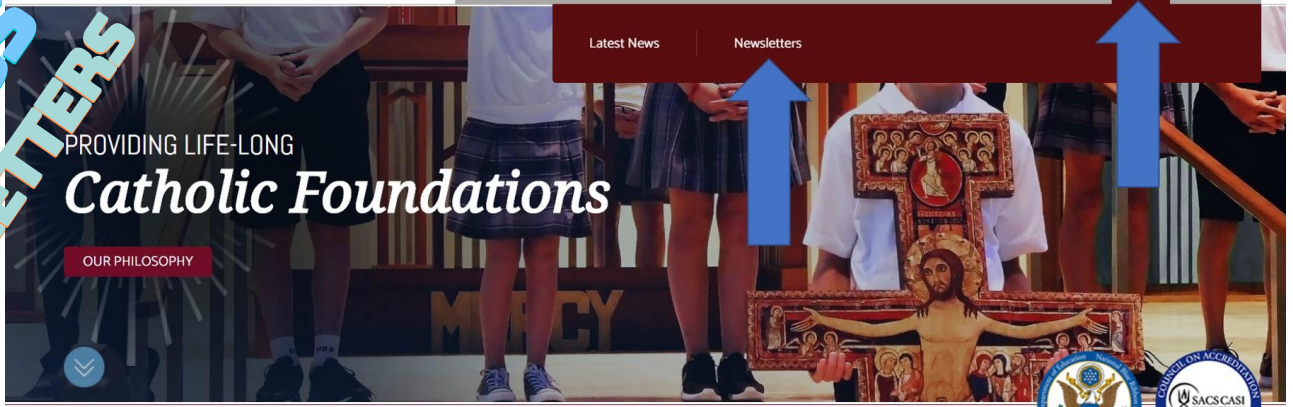 Latest News
Newsletters
PROVIDING LIFE-LONG
Catholic Foundations
OUR PHILOSOPHY
MERCY
COUNCIL ON ACCREDITATION
SACS CASI